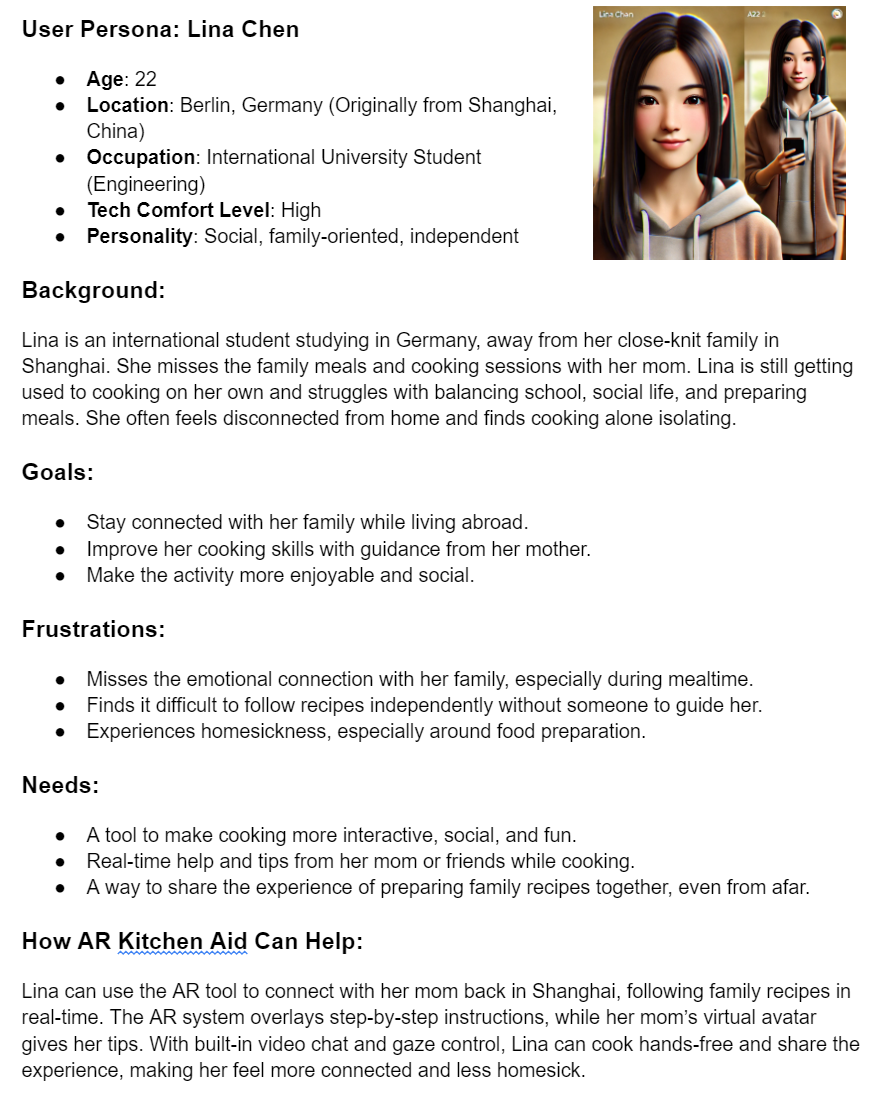 User Persona: Lina Chen
Lina Chen
A22
● Age: 22
● Location: Berlin, Germany (Originally from Shanghai,
China)
● Occupation: International University Student
(Engineering)
● Tech Comfort Level: High
● Personality: Social, family-oriented, independent
Background:
Lina is an international student studying in Germany, away from her close-knit family in
Shanghai. She misses the family meals and cooking sessions with her mom. Lina is still getting
used to cooking on her own and struggles with balancing school, social life, and preparing
meals. She often feels disconnected from home and finds cooking alone isolating.
Goals:
● Stay connected with her family while living abroad.
● Improve her cooking skills with guidance from her mother.
● Make the activity more enjoyable and social.
Frustrations:
● Misses the emotional connection with her family, especially during mealtime.
● Finds it difficult to follow recipes independently without someone to guide her.
● Experiences homesickness, especially around food preparation.
Needs:
● A tool to make cooking more interactive, social, and fun.
● Real-time help and tips from her mom or friends while cooking.
● A way to share the experience of preparing family recipes together, even from afar.
How AR Kitchen Aid Can Help:
Lina can use the AR tool to connect with her mom back in Shanghai, following family recipes in
real-time. The AR system overlays step-by-step instructions, while her mom’s virtual avatar
gives her tips. With built-in video chat and gaze control, Lina can cook hands-free and share the
experience, making her feel more connected and less homesick.